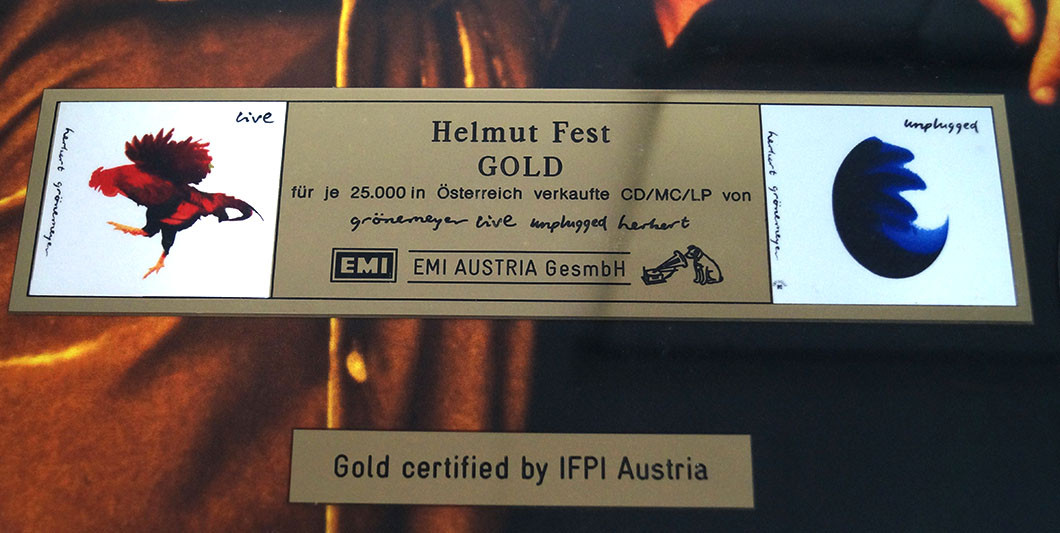 live
herbert grönemeyer
Helmut Fest
GOLD
für je 25.000 in Österreich verkaufte CD/MC/LP von
grönemeyer live unplugged herbert
EMI
EMI AUSTRIA GesmbH
unplugged
herbert grönemeyer
Gold certified by IFPI Austria